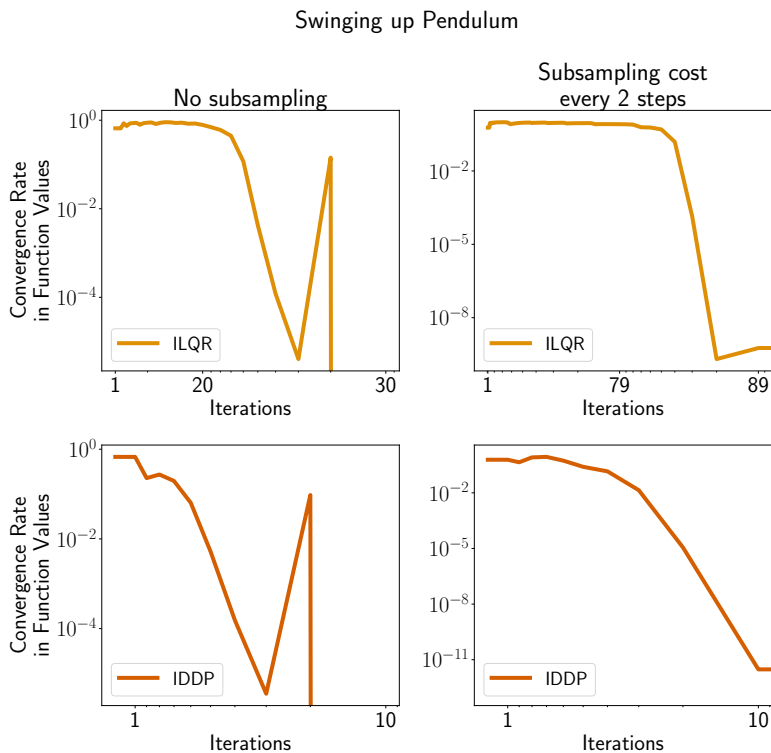 Swinging up Pendulum
No subsampling
Subsampling cost
every 2 steps
Convergence Rate
in Function Values
10^0
10^{-2}
10^{-4}
ILQR
1
20
30
Iterations
10^{-2}
10^{-5}
10^{-8}
ILQR
1
79
89
Iterations
Convergence Rate
in Function Values
10^0
10^{-2}
10^{-4}
IDDP
1
10
Iterations
10^{-2}
10^{-5}
10^{-8}
10^{-11}
IDDP
1
10
Iterations